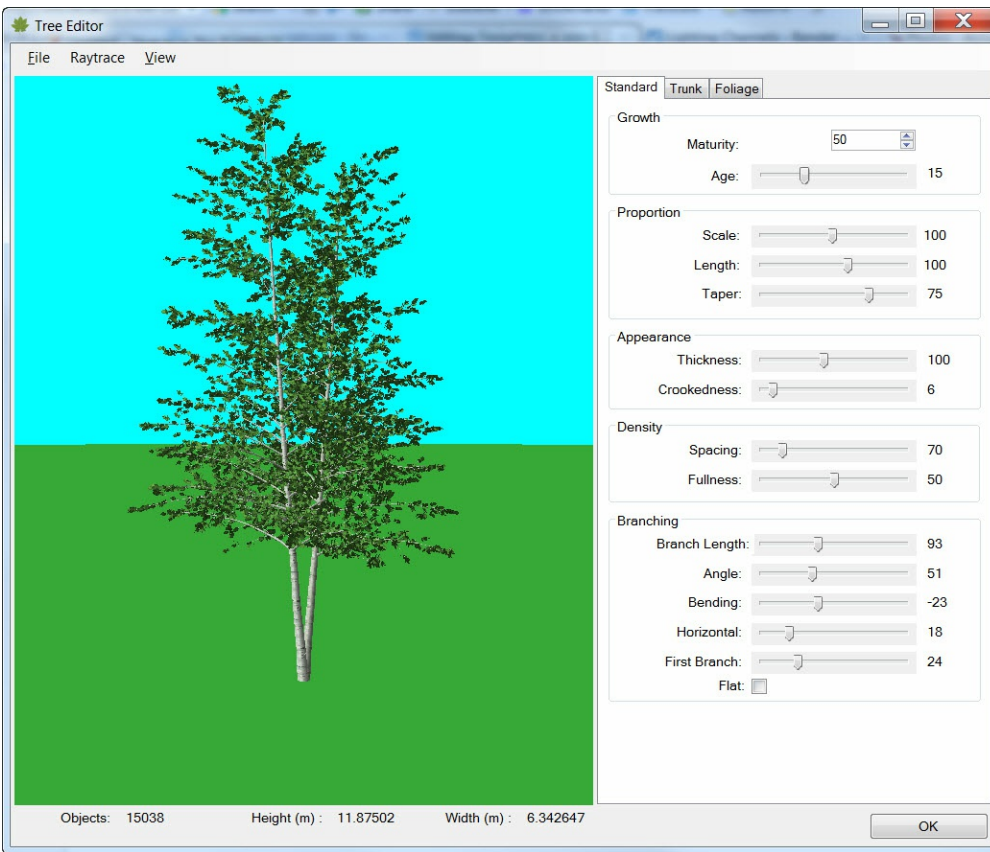 Tree Editor
File Raytrace View
Standard Trunk Foliage
Growth
Maturity: 50
Age: 15
Proportion
Scale: 100
Length: 100
Taper: 75
Appearance
Thickness: 100
Crookedness: 6
Density
Spacing: 70
Fullness: 50
Branching
Branch Length: 93
Angle: 51
Bending: -23
Horizontal: 18
First Branch: 24
Flat:
Objects: 15038 Height (m) : 11.87502 Width (m) : 6.342647
OK